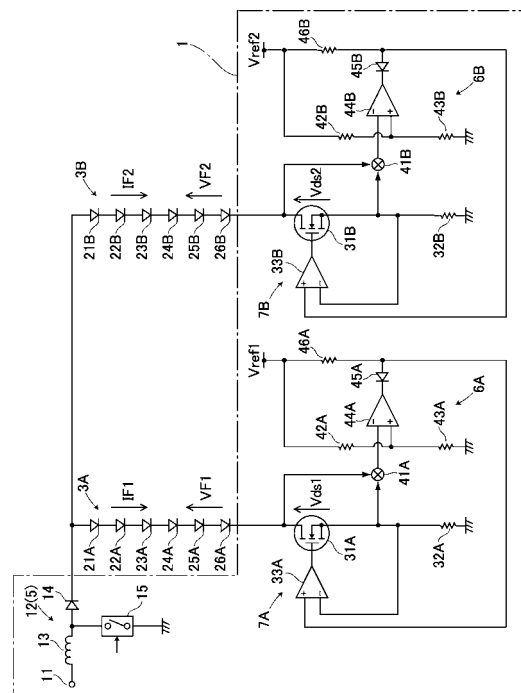 1
Vref2
46B
45B
44B
42B
43B
6B
41B
3B
IF2
VF2
21B
22B
23B
24B
25B
26B
Vds2
31B
33B
7B
32B
Vref1
46A
45A
44A
42A
43A
6A
41A
3A
IF1
VF1
21A
22A
23A
24A
25A
26A
Vds1
31A
33A
7A
32A
12(5)
14
15
13
11